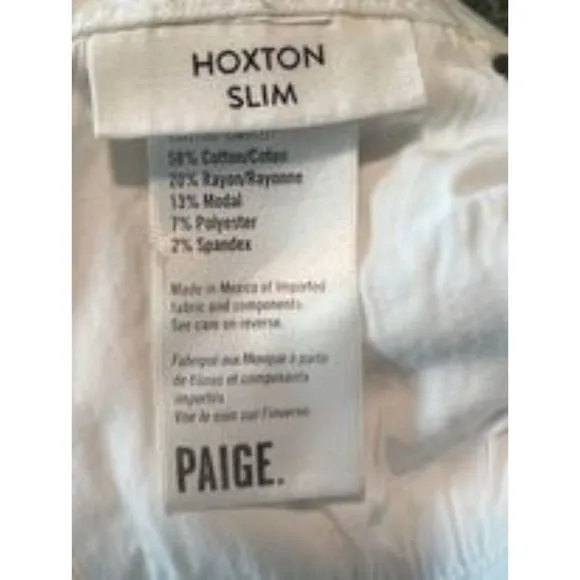 HOXTON
SLIM
58% Cotton/Coton
20% Rayon/Rayonne
13% Modal
7% Polyester
2% Spandex
Made in Mexico of imported
fabric and components.
See care on reverse.
Fabriqué aux Mexique à partir
de tissus et composants
importés
Voir le soin sur l'inverse
PAIGE.